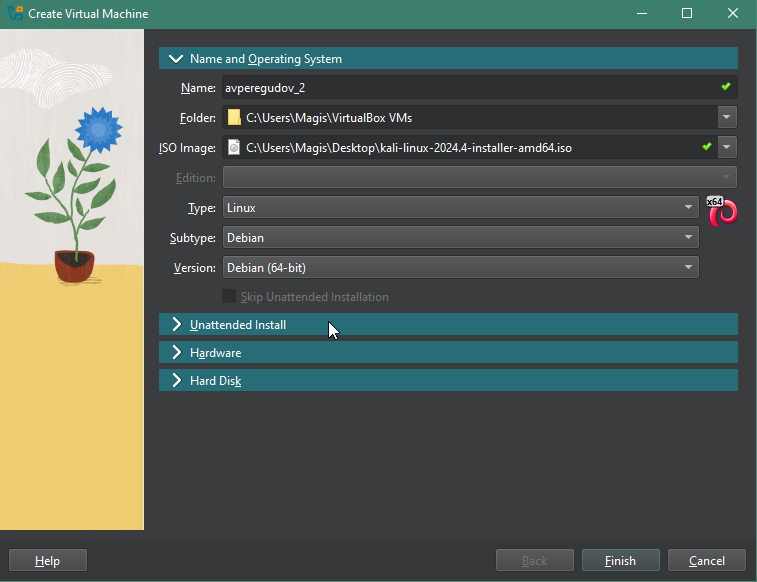 Create Virtual Machine
Name and Operating System
Name: avperegudov_2
Folder: C:\Users\Magis\VirtualBox VMs
ISO Image: C:\Users\Magis\Desktop\kali-linux-2024.4-installer-amd64.iso
Edition:
Type: Linux
x64
Subtype: Debian
Version: Debian (64-bit)
Skip Unattended Installation
Unattended Install
Hardware
Hard Disk
Help Back Finish Cancel